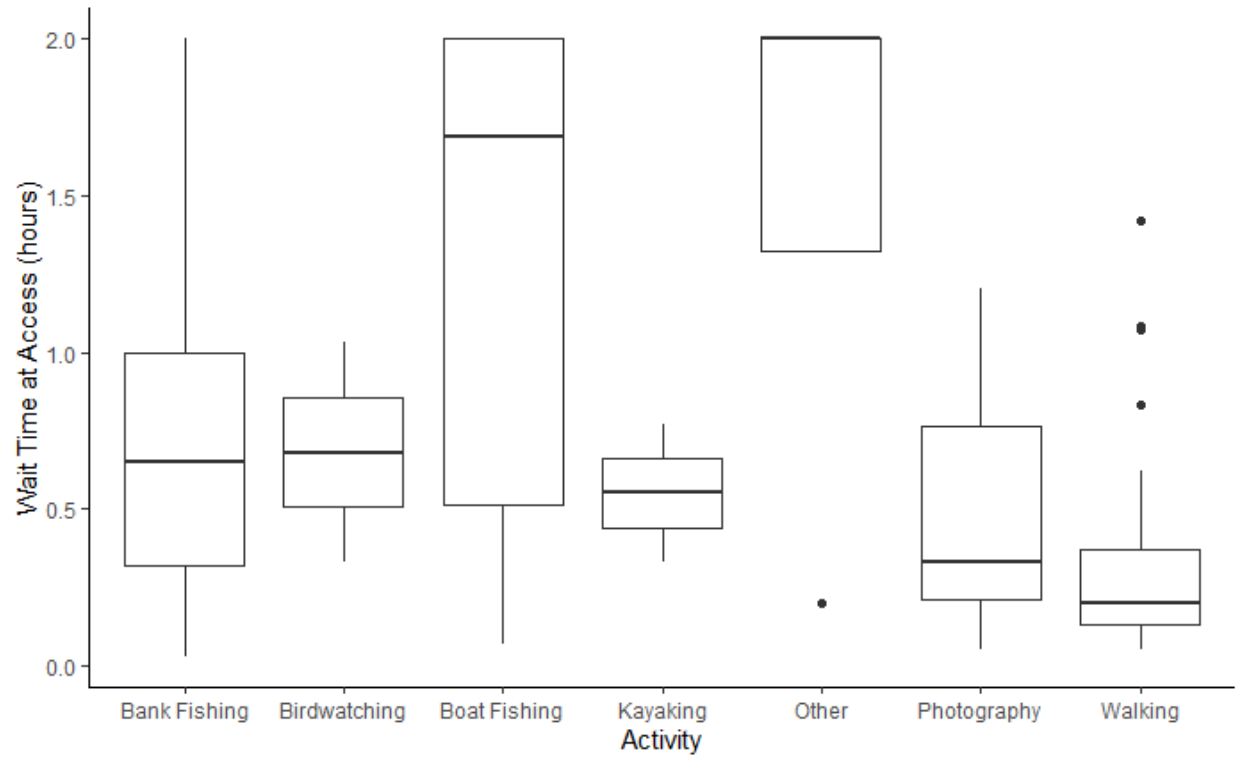 Wait Time at Access (hours)
2.0
1.5
1.0
0.5
0.0
Bank Fishing Birdwatching Boat Fishing Kayaking Other Photography Walking
Activity